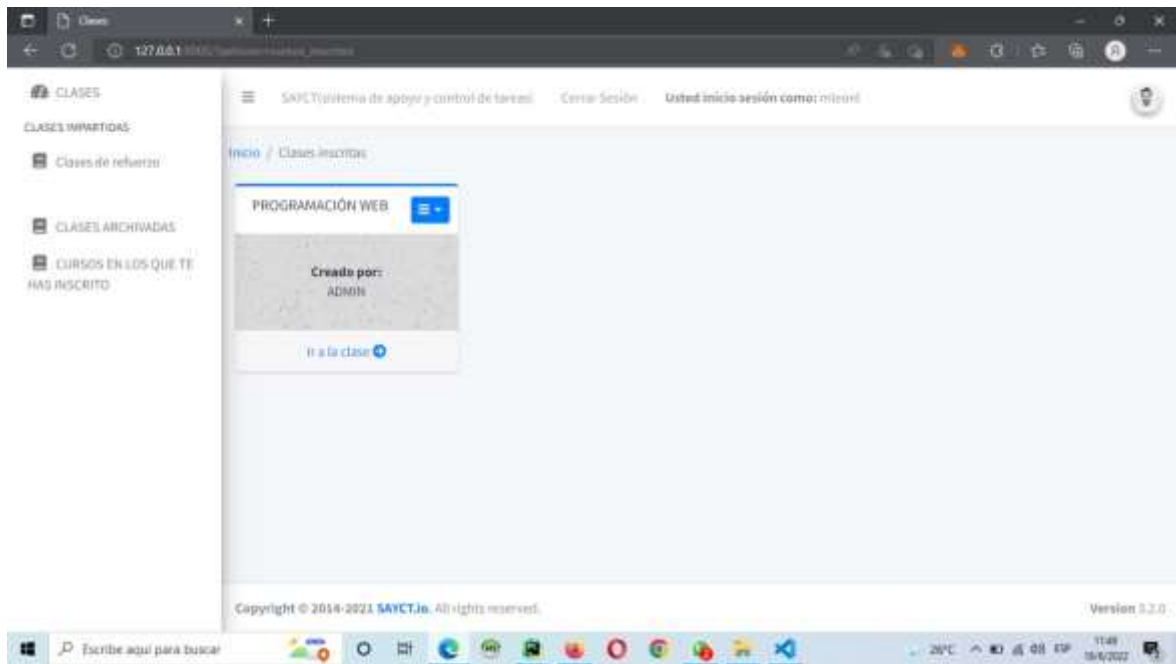 Clases
127.0.0.1
CLASES
SAYCT(sistema de apoyo y control de tareas)
Cerrar Sesión
Usted inicio sesión como:
CLASES IMPARTIDAS
Clases de refuerzo
CLASES ARCHIVADAS
CURSOS EN LOS QUE TE
HAS INSCRITO
Inicio / Clases inscritas
PROGRAMACIÓN WEB
Creado por:
ADMIN
Ir a la clase
Copyright © 2014-2021 SAYCT.io. All rights reserved.
Version 3.2.0
Escribe aquí para buscar
26°C
ESP
11:49